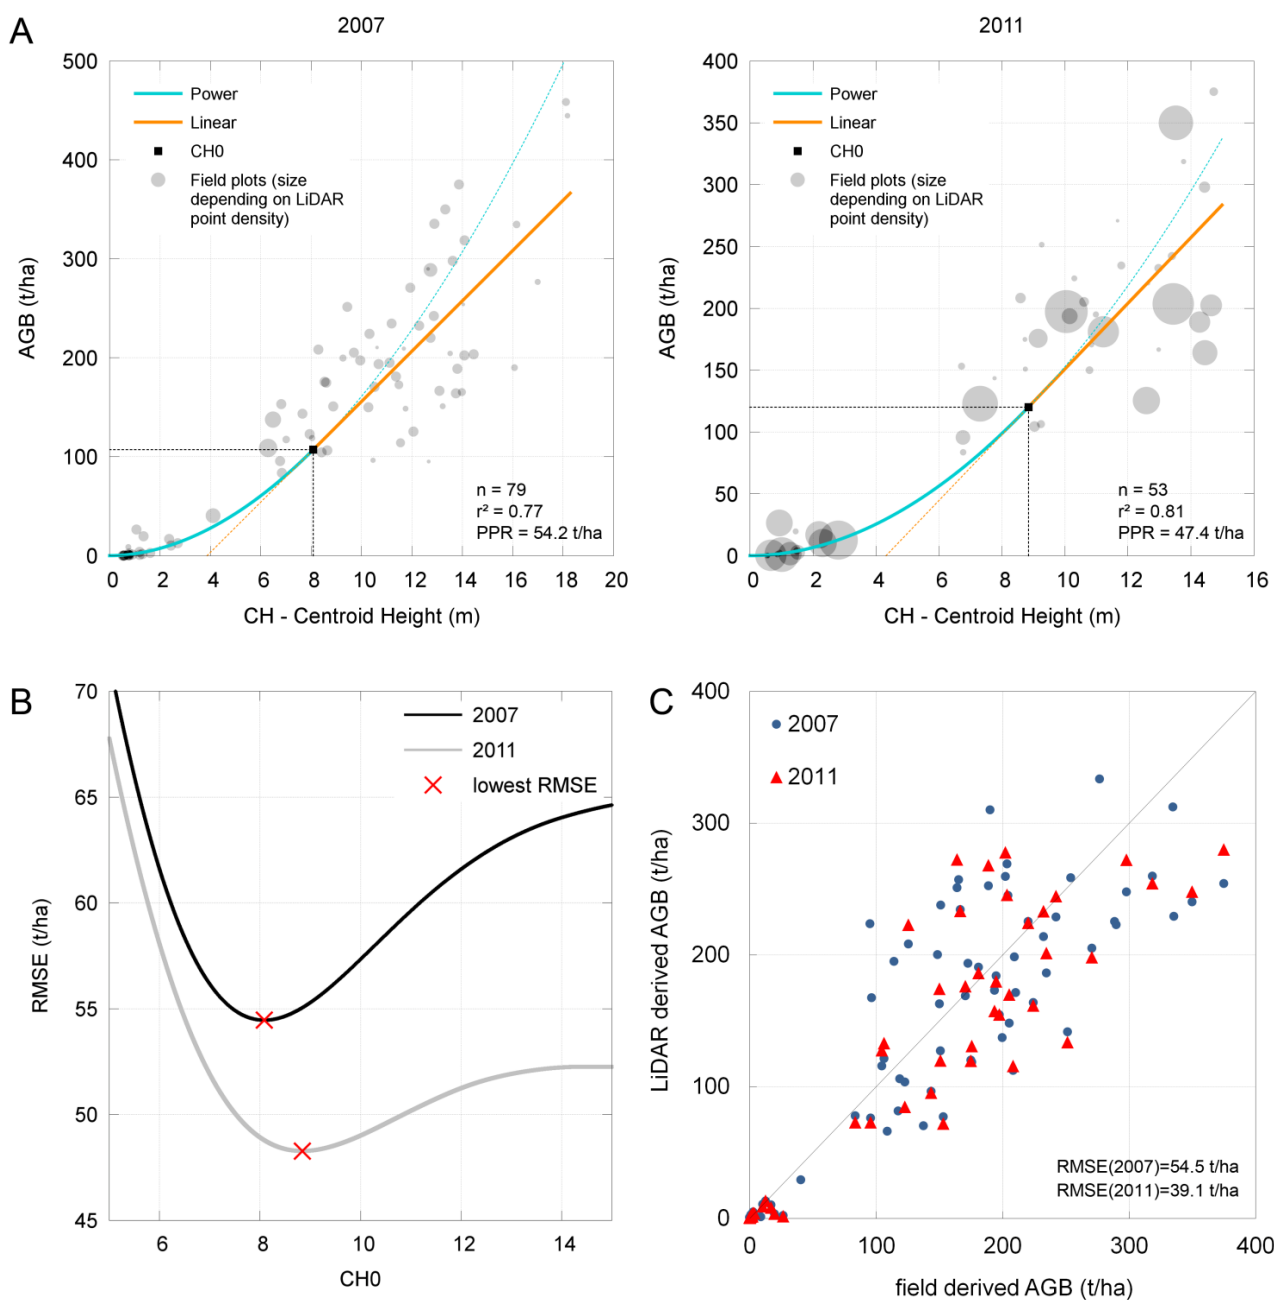 A
2007
500
400
300
200
100
0
AGB (t/ha)
Power
Linear
CH0
Field plots (size
depending on LiDAR
point density)
n = 79
r² = 0.77
PPR = 54.2 t/ha
0 2 4 6 8 10 12 14 16 18 20
CH - Centroid Height (m)
2011
400
350
300
250
200
150
100
50
0
AGB (t/ha)
Power
Linear
CH0
Field plots (size
depending on LiDAR
point density)
n = 53
r² = 0.81
PPR = 47.4 t/ha
0 2 4 6 8 10 12 14 16
CH - Centroid Height (m)
B
70
65
60
55
50
45
RMSE (t/ha)
2007
2011
lowest RMSE
6 8 10 12 14
CH0
C
400
300
200
100
0
LiDAR derived AGB (t/ha)
2007
2011
RMSE(2007)=54.5 t/ha
RMSE(2011)=39.1 t/ha
0 100 200 300 400
field derived AGB (t/ha)